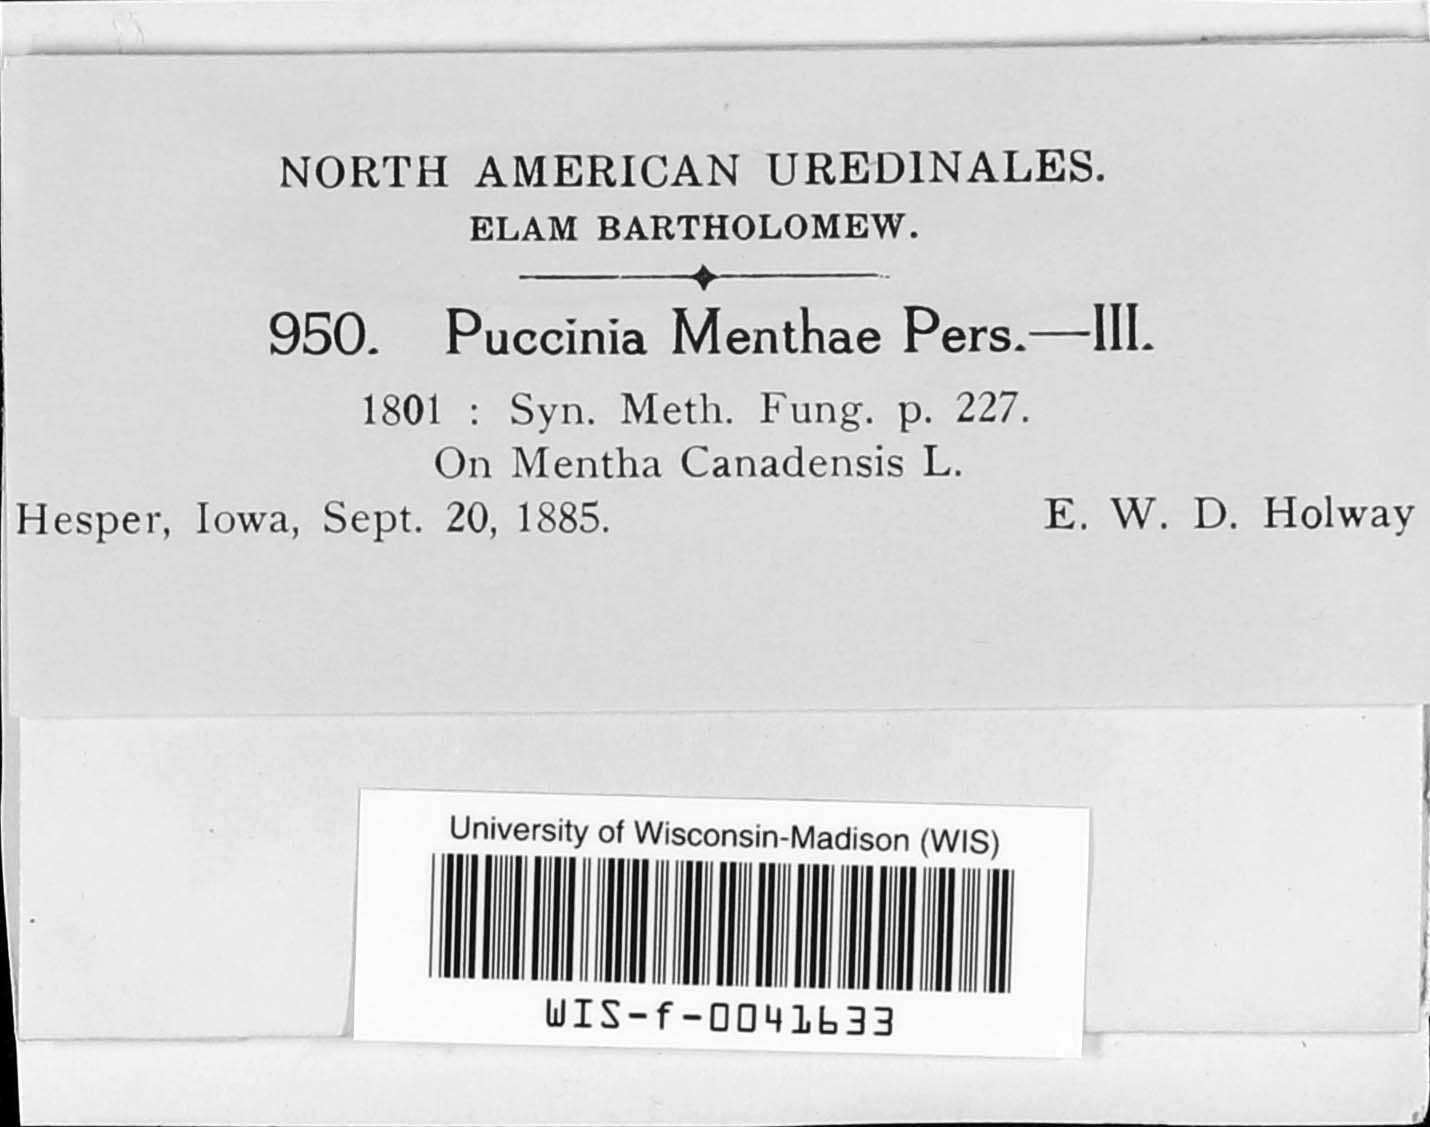 NORTH AMERICAN UREDINALES.
ELAM BARTHOLOMEW.
950. Puccinia Menthae Pers.—III.
1801 : Syn. Meth. Fung. p. 227.
On Mentha Canadensis L.
Hesper, Iowa, Sept. 20, 1885. E. W. D. Holway
University of Wisconsin-Madison (WIS)
WIS-f-0041633